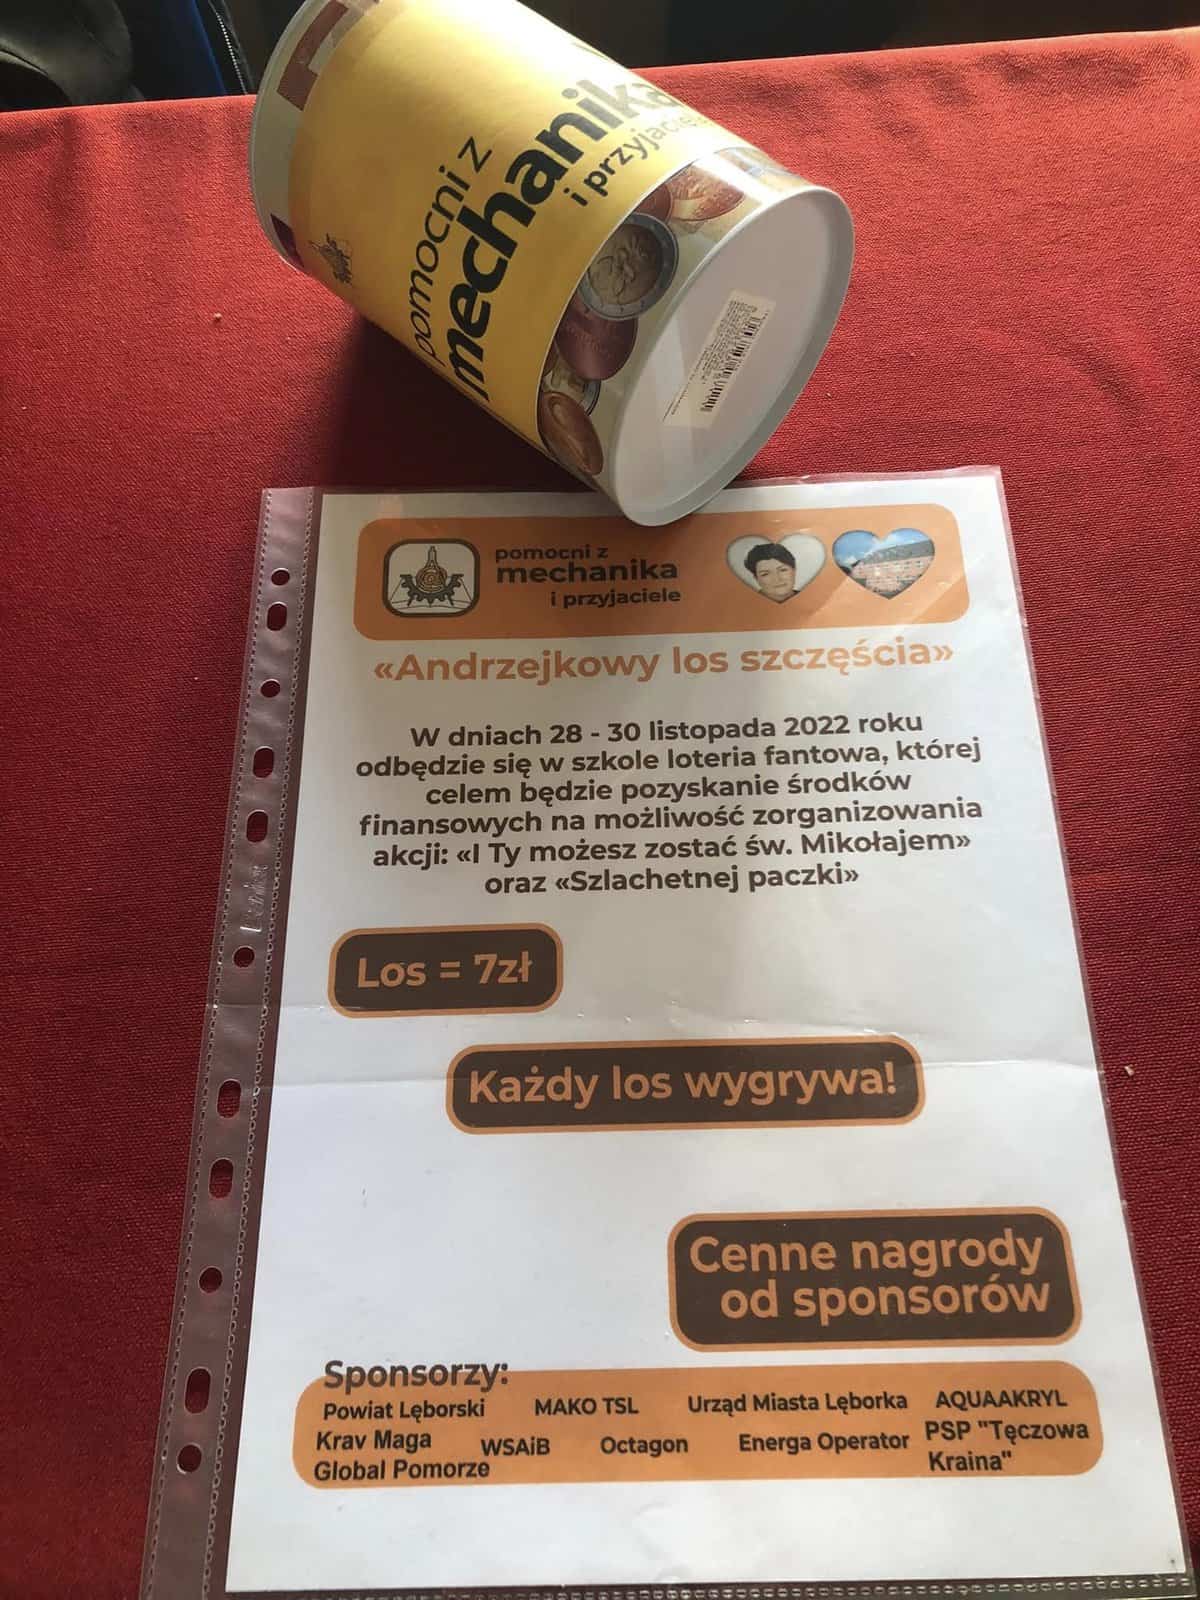 pomocni z
mechanika
i przyjaciele
pomocni z
mechanika
i przyjaciele
«Andrzejkowy los szczęścia»
W dniach 28 - 30 listopada 2022 roku
odbędzie się w szkole loteria fantowa, której
celem będzie pozyskanie środków
finansowych na możliwość zorganizowania
akcji: «I Ty możesz zostać św. Mikołajem»
oraz «Szlachetnej paczki»
Los = 7zł
Każdy los wygrywa!
Cenne nagrody
od sponsorów
Sponsorzy:
Powiat Lęborski MAKO TSL Urząd Miasta Lęborka AQUAAKRYL
Krav Maga WSAiB Octagon Energa Operator PSP "Tęczowa
Global Pomorze Kraina"